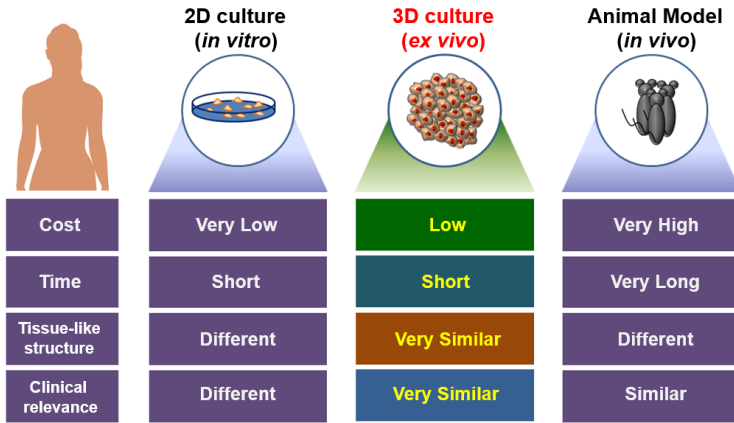 2D culture
(in vitro)
3D culture
(ex vivo)
Animal Model
(in vivo)
Cost
Very Low
Low
Very High
Time
Short
Short
Very Long
Tissue-like
structure
Different
Very Similar
Different
Clinical
relevance
Different
Very Similar
Similar